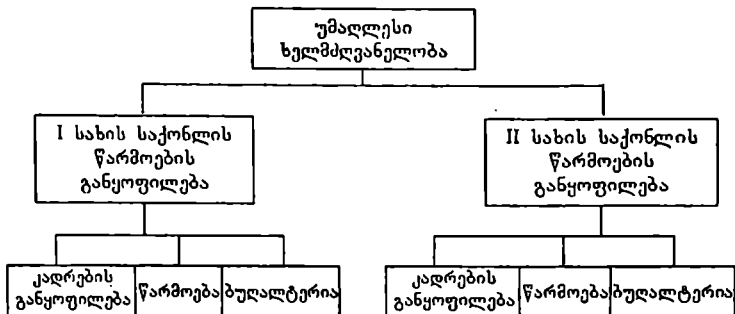 უმაღლესი
ხელმძღვანელობა
I სახის საქონლის
წარმოების
განყოფილება
II სახის საქონლის
წარმოების
განყოფილება
კადრების
განყოფილება
წარმოება
ბუღალტერია
კადრების
განყოფილება
წარმოება
ბუღალტერია